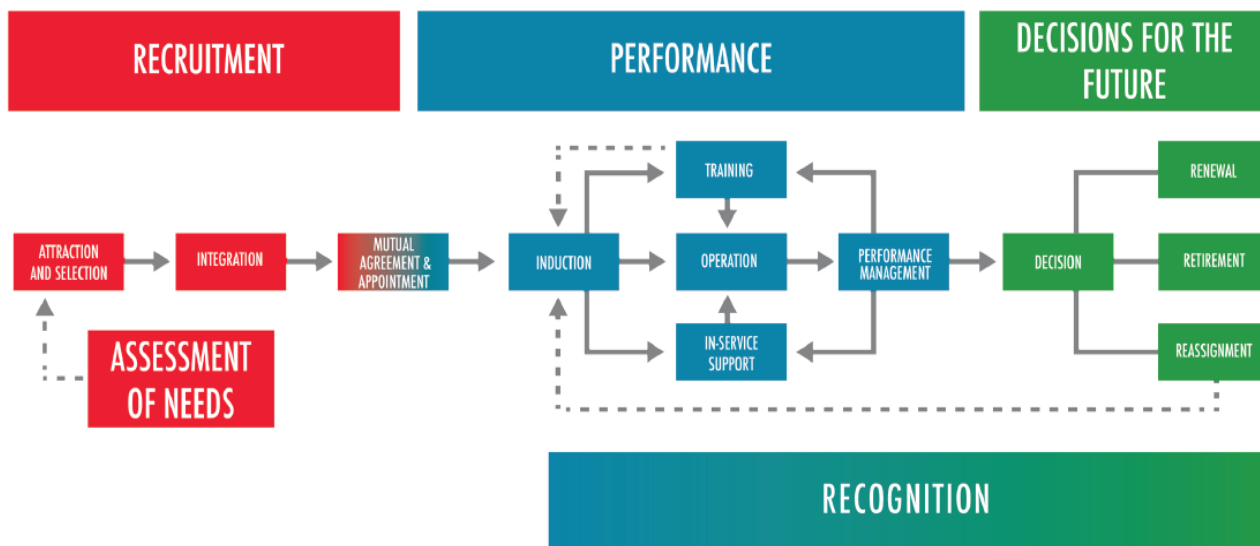 RECRUITMENT
PERFORMANCE
DECISIONS FOR THE
FUTURE
TRAINING
RENEWAL
ATTRACTION
AND SELECTION
INTEGRATION
MUTUAL
AGREEMENT &
APPOINTMENT
INDUCTION
OPERATION
PERFORMANCE
MANAGEMENT
DECISION
RETIREMENT
ASSESSMENT
OF NEEDS
IN-SERVICE
SUPPORT
REASSIGNMENT
RECOGNITION